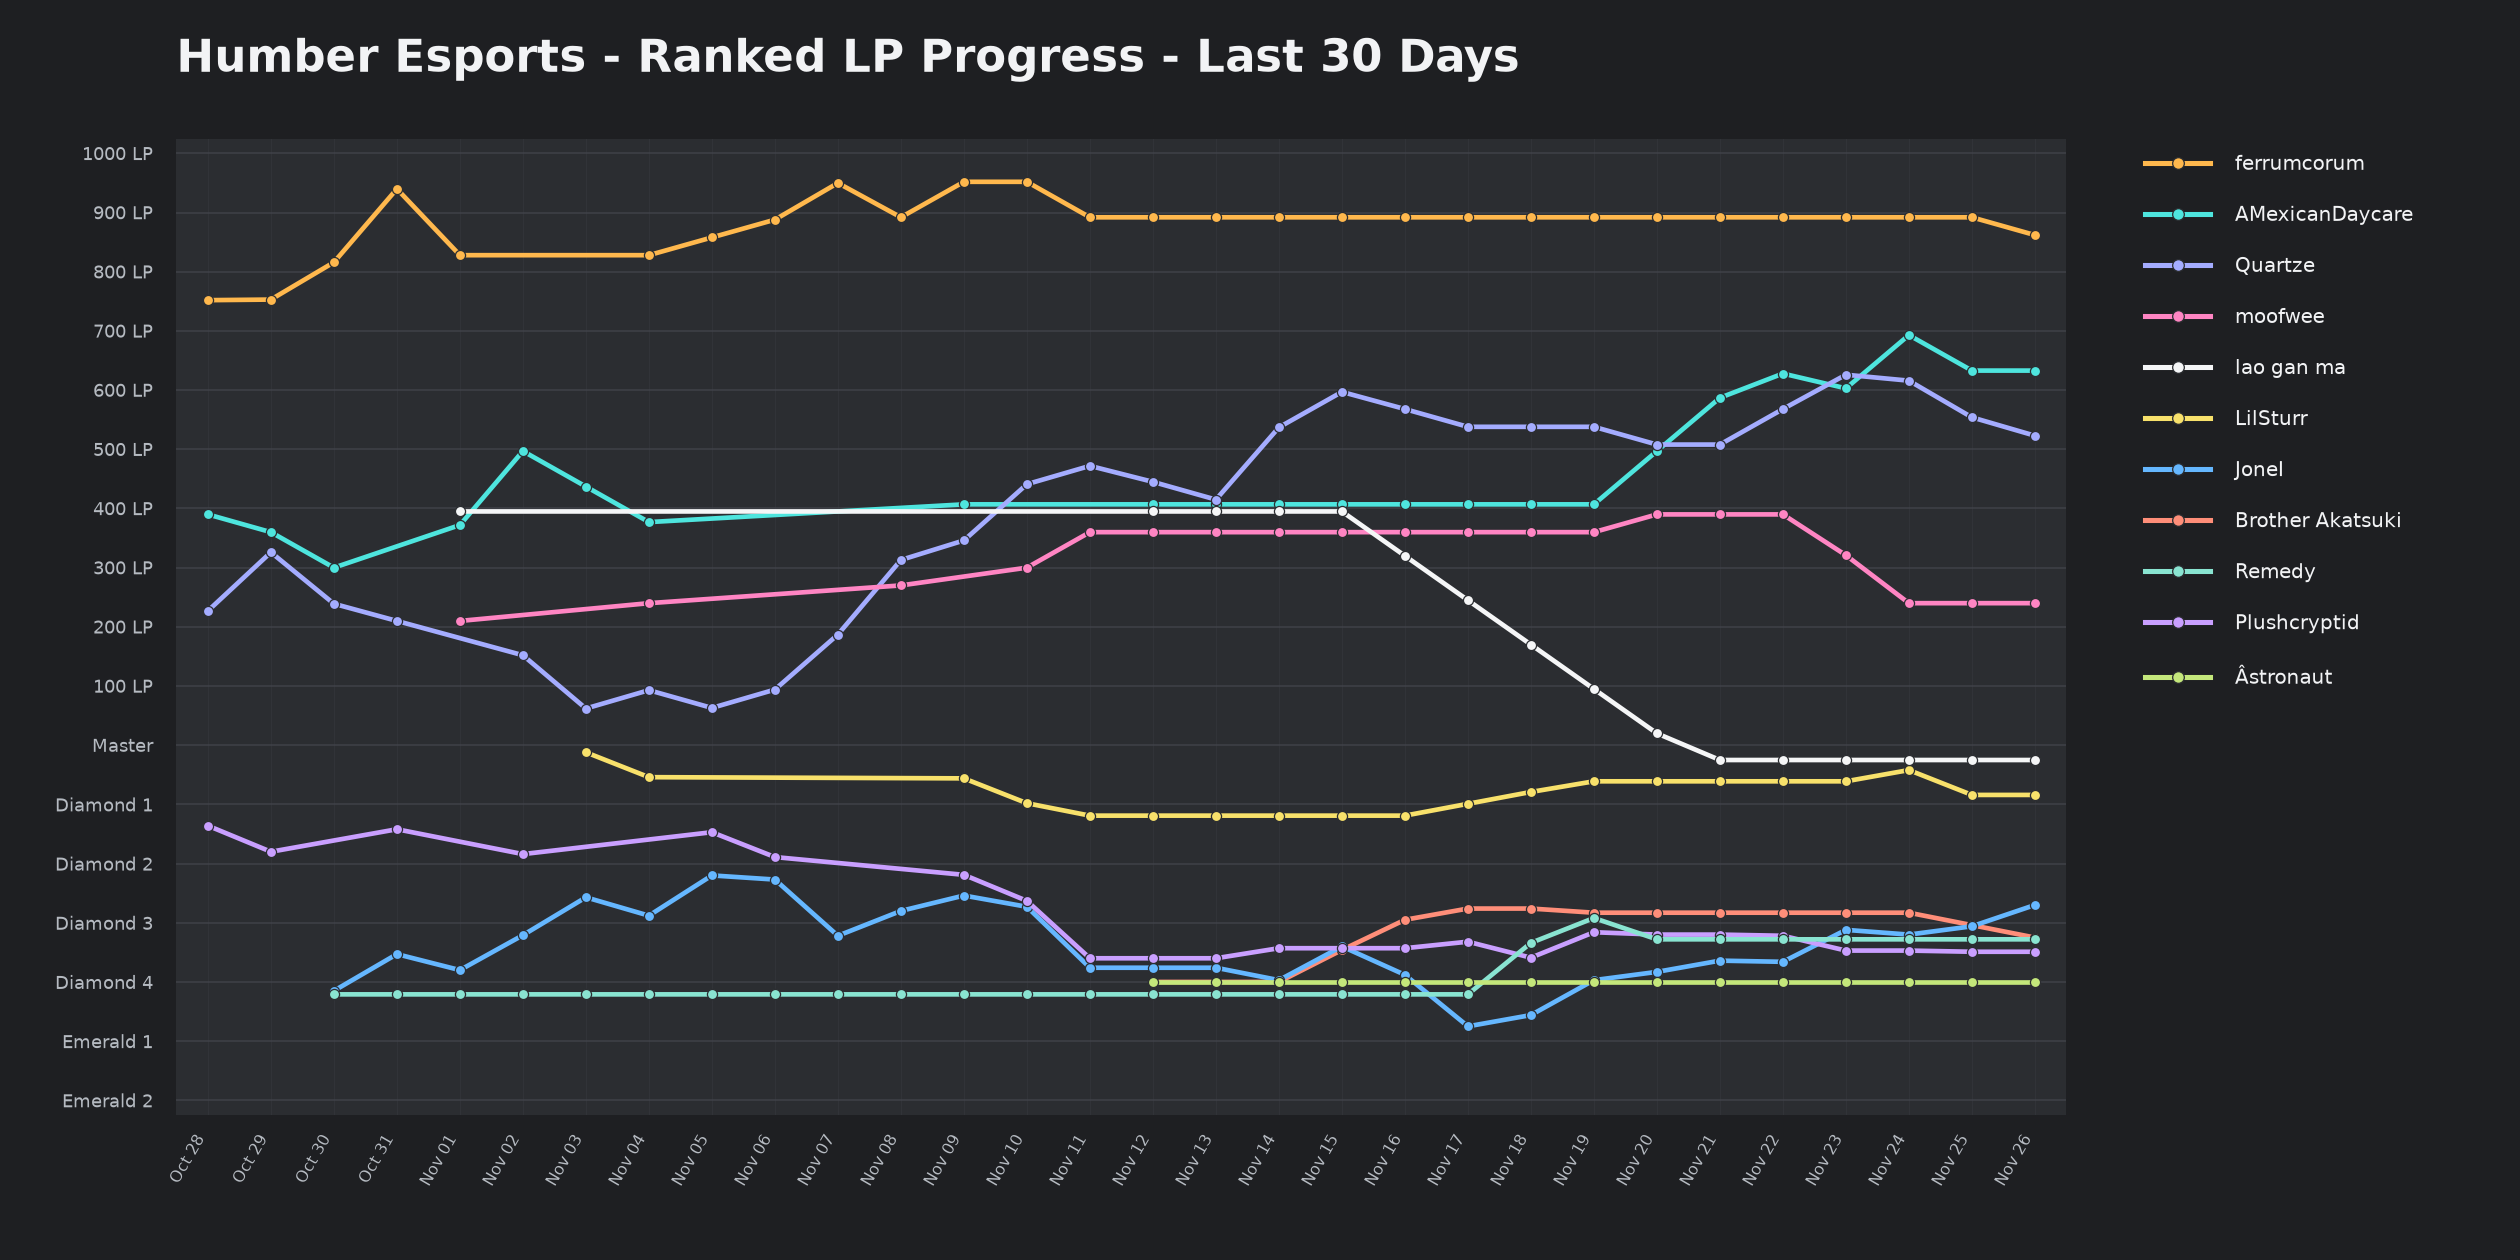 Humber Esports - Ranked LP Progress - Last 30 Days
1000 LP
900 LP
800 LP
700 LP
600 LP
500 LP
400 LP
300 LP
200 LP
100 LP
Master
Diamond 1
Diamond 2
Diamond 3
Diamond 4
Emerald 1
Emerald 2
Oct 28
Oct 29
Oct 30
Oct 31
Nov 01
Nov 02
Nov 03
Nov 04
Nov 05
Nov 06
Nov 07
Nov 08
Nov 09
Nov 10
Nov 11
Nov 12
Nov 13
Nov 14
Nov 15
Nov 16
Nov 17
Nov 18
Nov 19
Nov 20
Nov 21
Nov 22
Nov 23
Nov 24
Nov 25
Nov 26
ferrumcorum
AMexicanDaycare
Quartze
moofwee
lao gan ma
LilSturr
Jonel
Brother Akatsuki
Remedy
Plushcryptid
Âstronaut